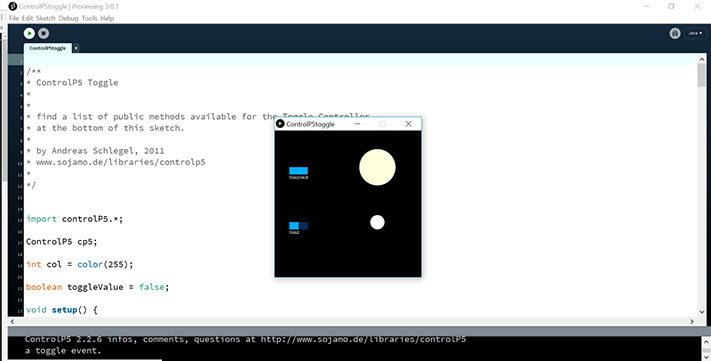 ControlP5toggle | Processing 3.0.1
File Edit Sketch Debug Tools Help
Java ▾
ControlP5toggle ▾
/**
* ControlP5 Toggle
*
*
* find a list of public methods available for the Toggle Controller
* at the bottom of this sketch.
*
* by Andreas Schlegel, 2011
* www.sojamo.de/libraries/controlp5
*
*/
import controlP5.*;
ControlP5 cp5;
int col = color(255);
boolean toggleValue = false;
void setup() {
ControlP5toggle
TOGGLEVALUE
TOGGLE
ControlP5 2.2.6 infos, comments, questions at http://www.sojamo.de/libraries/controlP5
a toggle event.